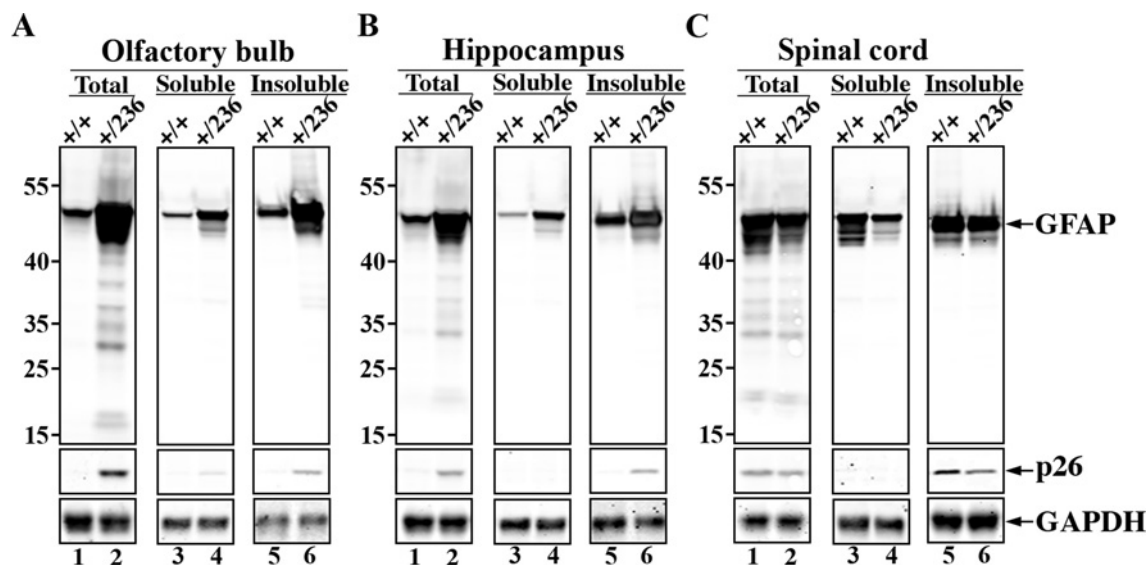 A B C
Olfactory bulb Hippocampus Spinal cord
Total Soluble Insoluble Total Soluble Insoluble Total Soluble Insoluble
+/+ +/236 +/+ +/236 +/+ +/236 +/+ +/236 +/+ +/236 +/+ +/236 +/+ +/236 +/+ +/236 +/+ +/236
55 55 55
GFAP
40 40 40
35 35 35
25 25 25
15 15 15
p26
GAPDH
1 2 3 4 5 6 1 2 3 4 5 6 1 2 3 4 5 6